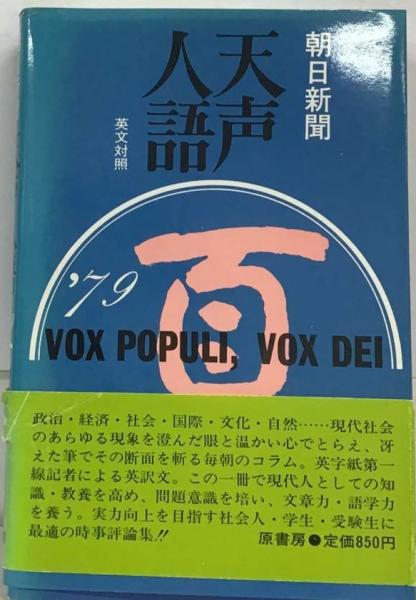 朝日新聞
天声
人語
英文対照
'79
百
VOX POPULI, VOX DEI
政治・経済・社会・国際・文化・自然……現代社会
のあらゆる現象を澄んだ眼と温かい心でとらえ、冴
えた筆でその断面を斬る毎朝のコラム。英字紙第一
線記者による英訳文。この一冊で現代人としての知
識・教養を高め、問題意識を培い、文章力・語学力
を養う。実力向上を目指す社会人・学生・受験生に
最適の時事評論集!!
原書房●定価850円